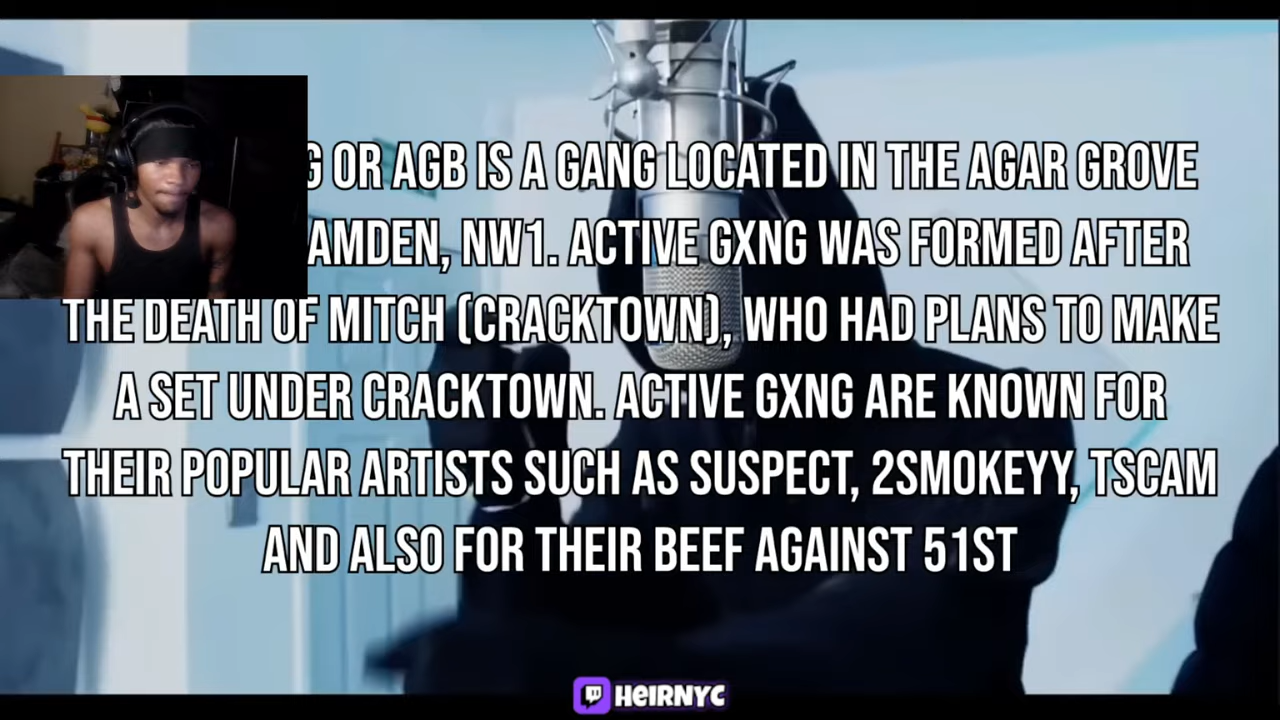 G OR AGB IS A GANG LOCATED IN THE AGAR GROVE
AMDEN, NW1. ACTIVE GXNG WAS FORMED AFTER
THE DEATH OF MITCH (CRACKTOWN), WHO HAD PLANS TO MAKE
A SET UNDER CRACKTOWN. ACTIVE GXNG ARE KNOWN FOR
THEIR POPULAR ARTISTS SUCH AS SUSPECT, 2SMOKEYY, TSCAM
AND ALSO FOR THEIR BEEF AGAINST 51ST
HEIRNYC